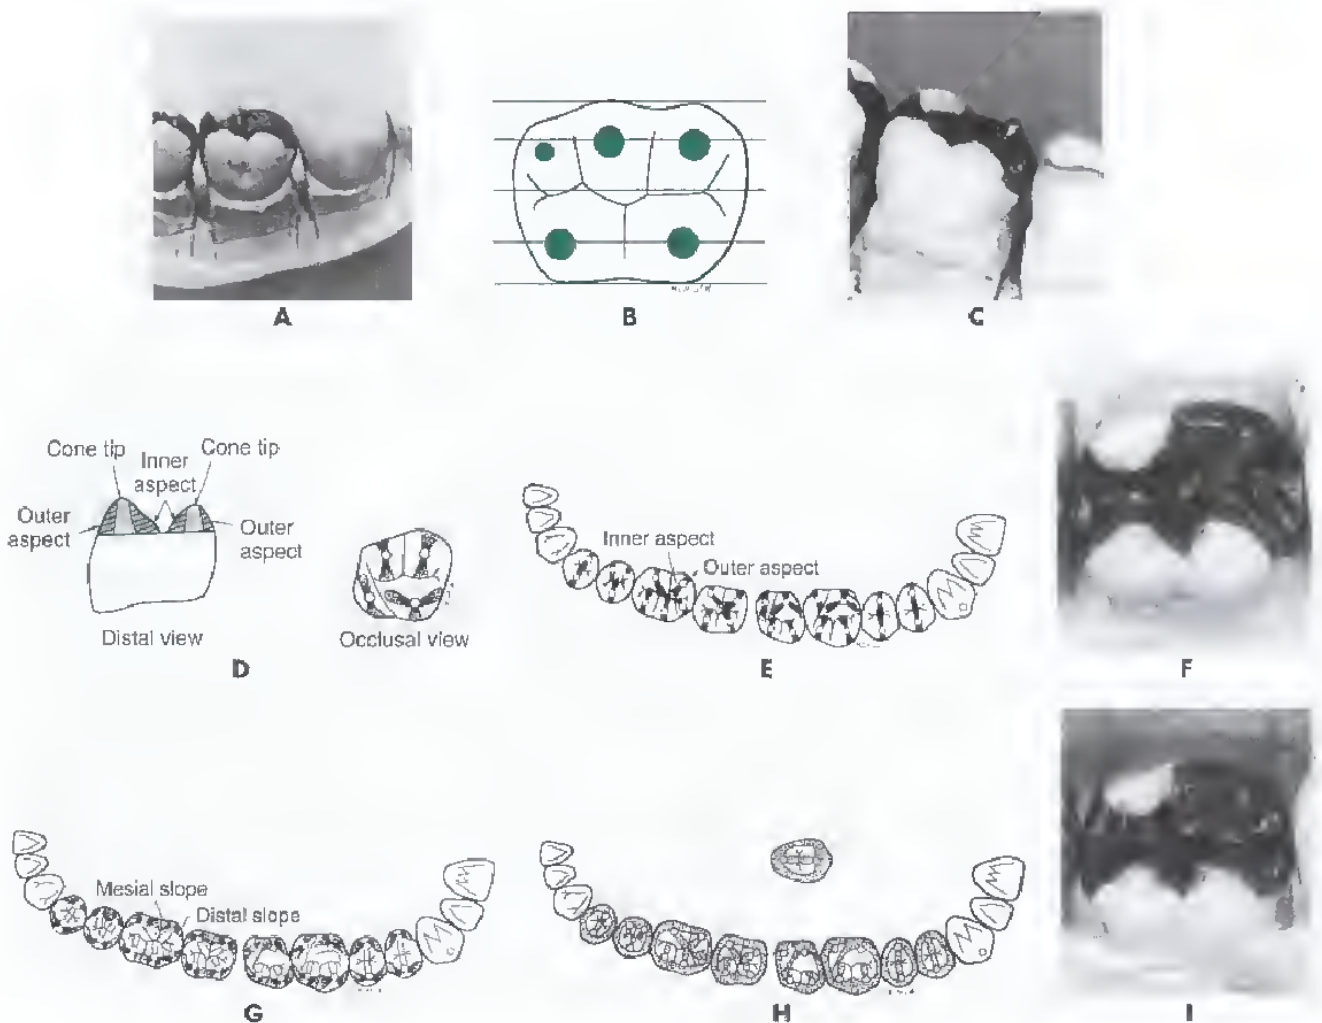 A
B
C
Cone tip
Inner
aspect
Cone tip
Outer
aspect
Outer
aspect
Distal view
Occlusal view
D
Inner aspect
Outer aspect
E
F
Mesial slope
Distal slope
G
H
I